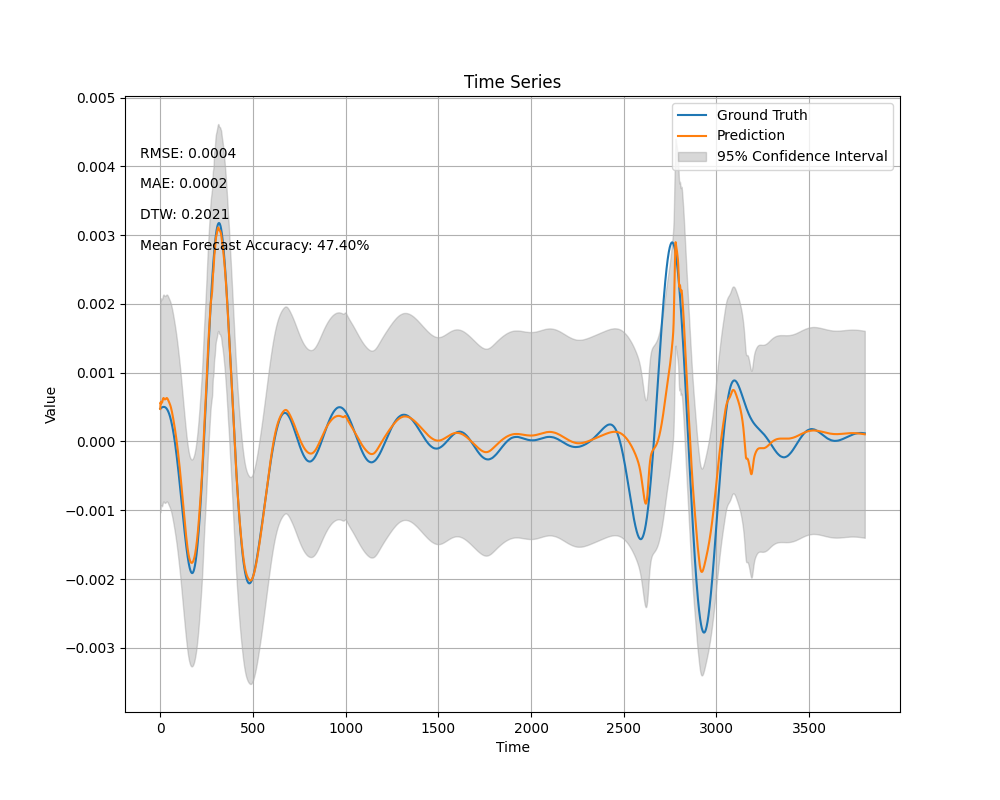 Time Series
Ground Truth
Prediction
95% Confidence Interval
RMSE: 0.0004
MAE: 0.0002
DTW: 0.2021
Mean Forecast Accuracy: 47.40%
Value
0.005
0.004
0.003
0.002
0.001
0.000
−0.001
−0.002
−0.003
0
500
1000
1500
2000
2500
3000
3500
Time